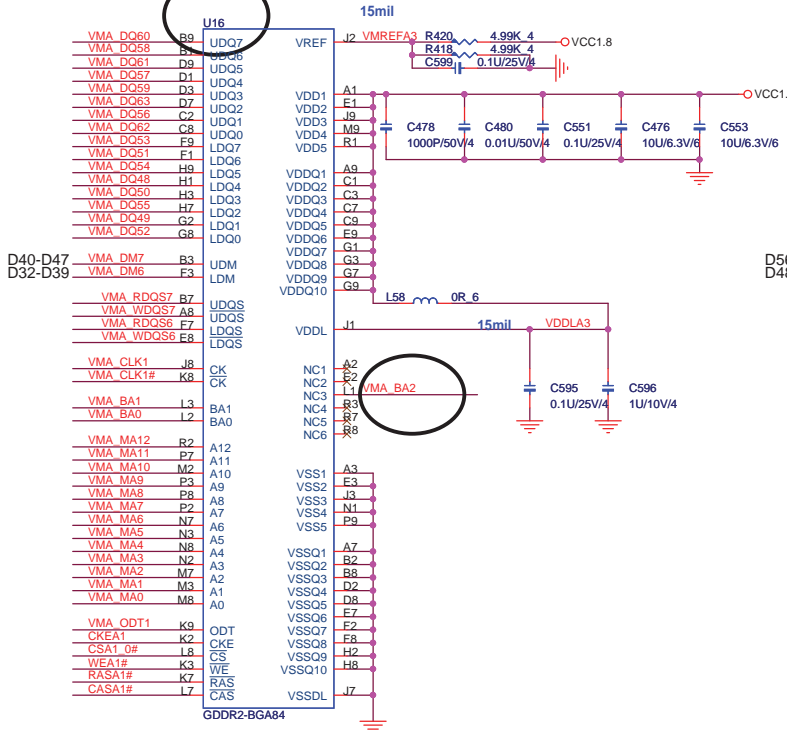 15mil
U16
VMA_DQ60 B9 UDQ7 VREF J2 VMREFA3 R420 4.99K_4 VCC1.8
VMA_DQ58 B1 UDQ6 R418 4.99K_4
VMA_DQ61 D9 UDQ5 C599 0.1U/25V/4
VMA_DQ57 D1 UDQ4
VMA_DQ59 D3 UDQ3 VDD1 A1 VCC1.
VMA_DQ63 D7 UDQ2 VDD2 E1
VMA_DQ56 C2 UDQ1 VDD3 J9
VMA_DQ62 C8 UDQ0 VDD4 M9 C478 C480 C551 C476 C553
VMA_DQ53 F9 LDQ7 VDD5 R1 1000P/50V/4 0.01U/50V/4 0.1U/25V/4 10U/6.3V/6 10U/6.3V/6
VMA_DQ51 F1 LDQ6
VMA_DQ54 H9 LDQ5 VDDQ1 A9
VMA_DQ48 H1 LDQ4 VDDQ2 C1
VMA_DQ50 H3 LDQ3 VDDQ3 C3
VMA_DQ55 H7 LDQ2 VDDQ4 C7
VMA_DQ49 G2 LDQ1 VDDQ5 C9
VMA_DQ52 G8 LDQ0 VDDQ6 E9
VDDQ7 G1
D40-D47 VMA_DM7 B3 UDM VDDQ8 G3 D56
D32-D39 VMA_DM6 F3 LDM VDDQ9 G7 D48
VDDQ10 G9
VMA_RDQS7 B7 UDQS L58 0R_6
VMA_WDQS7 A8 UDQS
VMA_RDQS6 F7 LDQS VDDL J1 15mil VDDLA3
VMA_WDQS6 E8 LDQS
VMA_CLK1 J8 CK NC1 A2
VMA_CLK1# K8 CK NC2 E2
NC3 L1 VMA_BA2 C595 C596
VMA_BA1 L3 BA1 NC4 R3 0.1U/25V/4 1U/10V/4
VMA_BA0 L2 BA0 NC5 R7
NC6 R8
VMA_MA12 R2 A12
VMA_MA11 P7 A11
VMA_MA10 M2 A10 VSS1 A3
VMA_MA9 P3 A9 VSS2 E3
VMA_MA8 P8 A8 VSS3 J3
VMA_MA7 P2 A7 VSS4 N1
VMA_MA6 N7 A6 VSS5 P9
VMA_MA5 N3 A5
VMA_MA4 N8 A4 VSSQ1 A7
VMA_MA3 N2 A3 VSSQ2 B2
VMA_MA2 M7 A2 VSSQ3 B8
VMA_MA1 M3 A1 VSSQ4 D2
VMA_MA0 M8 A0 VSSQ5 D8
VSSQ6 E7
VMA_ODT1 K9 ODT VSSQ7 F2
CKEA1 K2 CKE VSSQ8 F8
CSA1_0# L8 CS VSSQ9 H2
WEA1# K3 WE VSSQ10 H8
RASA1# K7 RAS
CASA1# L7 CAS VSSDL J7
GDDR2-BGA84